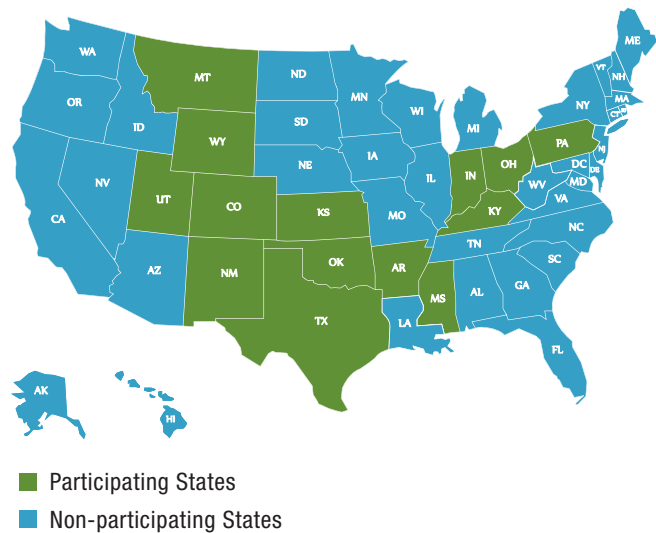 WA
MT
ND
MN
ME
VT
NH
OR
ID
SD
WI
MI
NY
MA
CT
RI
WY
NE
IA
PA
NJ
NV
UT
CO
KS
MO
IL
IN
OH
WV
DC
MD
DE
VA
KY
CA
AZ
NM
OK
AR
TN
NC
SC
TX
LA
MS
AL
GA
FL
AK
HI
Participating States
Non-participating States